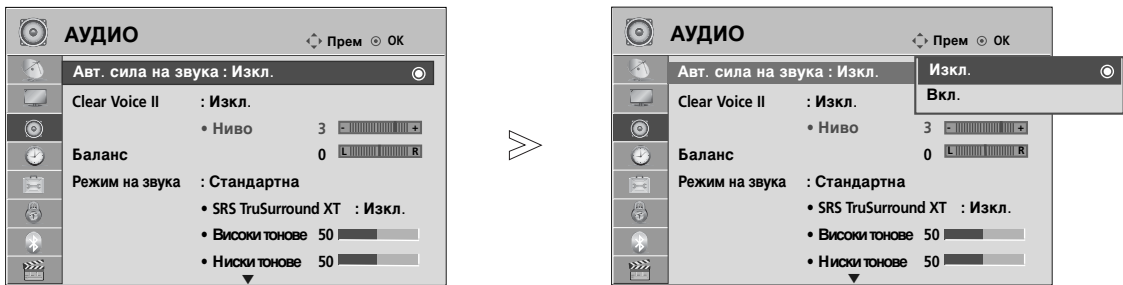 АУДИО
Прем ОК
Авт. сила на звука : Изкл.
Clear Voice II : Изкл.
• Ниво 3 - +
Баланс 0 L R
Режим на звука : Стандартна
• SRS TruSurround XT : Изкл.
• Високи тонове 50
• Ниски тонове 50
АУДИО
Прем ОК
Авт. сила на звука : Изкл.
Изкл.
Вкл.
Clear Voice II : Изкл.
• Ниво 3 - +
Баланс 0 L R
Режим на звука : Стандартна
• SRS TruSurround XT : Изкл.
• Високи тонове 50
• Ниски тонове 50